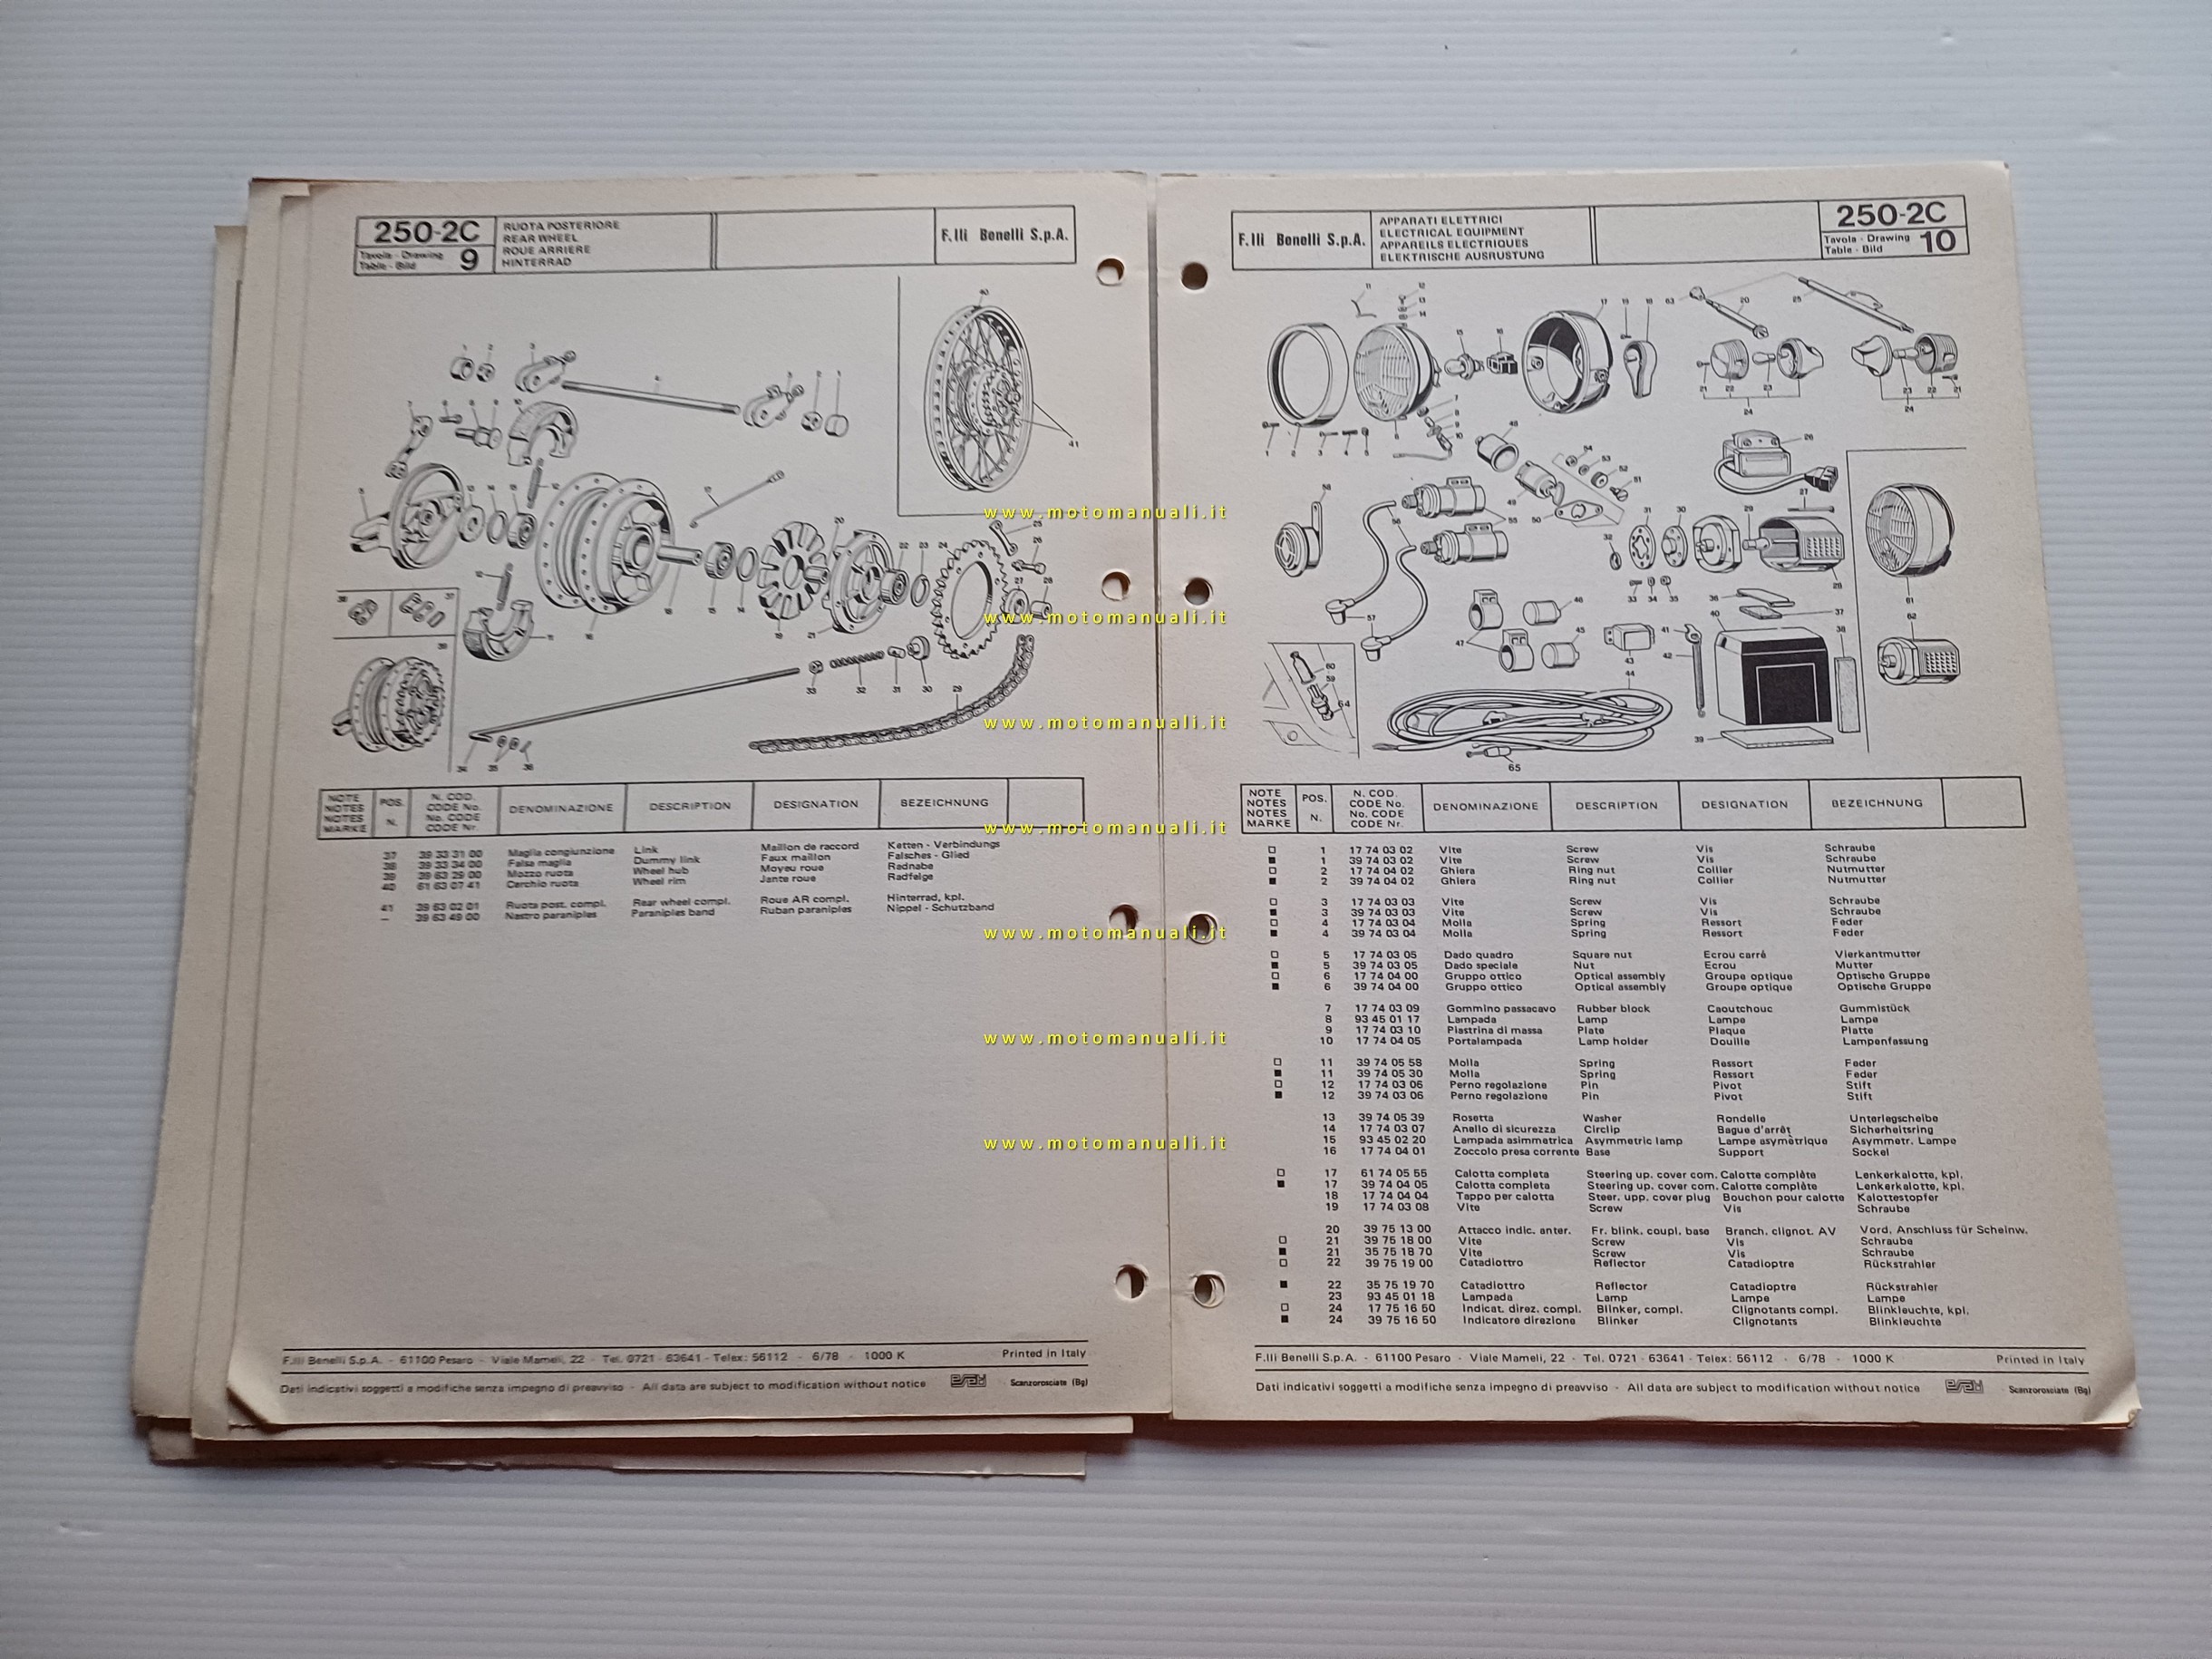 250-2C
Tavola - Drawing
Table - Bild
9
RUOTA POSTERIORE
REAR WHEEL
ROUE ARRIERE
HINTERRAD
F.lli Benelli S.p.A.
NOTE
NOTES
NOTES
MARKE
POS.
N.
N. COD.
CODE No.
No. CODE
CODE Nr.
DENOMINAZIONE
DESCRIPTION
DESIGNATION
BEZEICHNUNG
37 39 33 31 00 Maglia congiunzione Link Maillon de raccord Ketten - Verbindungs
38 39 33 34 00 Falsa maglia Dummy link Faux maillon Falsches - Glied
39 39 63 29 00 Mozzo ruota Wheel hub Moyeu roue Radnabe
40 61 63 07 41 Cerchio ruota Wheel rim Jante roue Radfelge
41 39 63 02 01 Ruota post. compl. Rear wheel compl. Roue AR compl. Hinterrad, kpl.
— 39 63 49 00 Nastro paraniples Paraniples band Ruban paraniples Nippel - Schutzband
F.lli Benelli S.p.A. - 61100 Pesaro - Viale Mameli, 22 - Tel. 0721 - 63641 - Telex: 56112 - 6/78 - 1000 K Printed in Italy
Dati indicativi soggetti a modifiche senza impegno di preavviso - All data are subject to modification without notice Scanzorosciate (Bg)
F.lli Benelli S.p.A.
APPARATI ELETTRICI
ELECTRICAL EQUIPMENT
APPAREILS ELECTRIQUES
ELEKTRISCHE AUSRUSTUNG
250-2C
Tavola - Drawing
Table - Bild
10
NOTE
NOTES
NOTES
MARKE
POS.
N.
N. COD.
CODE No.
No. CODE
CODE Nr.
DENOMINAZIONE
DESCRIPTION
DESIGNATION
BEZEICHNUNG
□ 1 17 74 03 02 Vite Screw Vis Schraube
■ 1 39 74 03 02 Vite Screw Vis Schraube
□ 2 17 74 04 02 Ghiera Ring nut Collier Nutmutter
■ 2 39 74 04 02 Ghiera Ring nut Collier Nutmutter
□ 3 17 74 03 03 Vite Screw Vis Schraube
■ 3 39 74 03 03 Vite Screw Vis Schraube
□ 4 17 74 03 04 Molla Spring Ressort Feder
■ 4 39 74 03 04 Molla Spring Ressort Feder
□ 5 17 74 03 05 Dado quadro Square nut Ecrou carré Vierkantmutter
■ 5 39 74 03 05 Dado speciale Nut Ecrou Mutter
□ 6 17 74 04 00 Gruppo ottico Optical assembly Groupe optique Optische Gruppe
■ 6 39 74 04 00 Gruppo ottico Optical assembly Groupe optique Optische Gruppe
7 17 74 03 09 Gommino passacavo Rubber block Caoutchouc Gummistück
8 93 45 01 17 Lampada Lamp Lampe Lampe
9 17 74 03 10 Piastrina di massa Plate Plaque Platte
10 17 74 04 05 Portalampada Lamp holder Douille Lampenfassung
□ 11 39 74 05 58 Molla Spring Ressort Feder
■ 11 39 74 05 30 Molla Spring Ressort Feder
□ 12 17 74 03 06 Perno regolazione Pin Pivot Stift
■ 12 39 74 03 06 Perno regolazione Pin Pivot Stift
13 39 74 05 39 Rosetta Washer Rondelle Unterlegscheibe
14 17 74 03 07 Anello di sicurezza Circlip Bague d'arrêt Sicherheitsring
15 93 45 02 20 Lampada asimmetrica Asymmetric lamp Lampe asymètrique Asymmetr. Lampe
16 17 74 04 01 Zoccolo presa corrente Base Support Sockel
□ 17 61 74 05 55 Calotta completa Steering up. cover com. Calotte complète Lenkerkalotte, kpl.
■ 17 39 74 04 05 Calotta completa Steering up. cover com. Calotte complète Lenkerkalotte, kpl.
18 17 74 04 04 Tappo per calotta Steer. upp. cover plug Bouchon pour calotte Kalottestopfer
19 17 74 03 08 Vite Screw Vis Schraube
20 39 75 13 00 Attacco indic. anter. Fr. blink. coupl. base Branch. clignot. AV Vord. Anschluss für Scheinw.
□ 21 39 75 18 00 Vite Screw Vis Schraube
■ 21 35 75 18 70 Vite Screw Vis Schraube
□ 22 39 75 19 00 Catadiottro Reflector Catadioptre Rückstrahler
■ 22 35 75 19 70 Catadiottro Reflector Catadioptre Rückstrahler
23 93 45 01 18 Lampada Lamp Lampe Lampe
□ 24 17 75 16 50 Indicat. direz. compl. Blinker, compl. Clignotants compl. Blinkleuchte, kpl.
■ 24 39 75 16 50 Indicatore direzione Blinker Clignotants Blinkleuchte
F.lli Benelli S.p.A. - 61100 Pesaro - Viale Mameli, 22 - Tel. 0721 - 63641 - Telex: 56112 - 6/78 - 1000 K Printed in Italy
Dati indicativi soggetti a modifiche senza impegno di preavviso - All data are subject to modification without notice Scanzorosciate (Bg)
www.motomanuali.it
www.motomanuali.it
www.motomanuali.it
www.motomanuali.it
www.motomanuali.it
www.motomanuali.it
www.motomanuali.it